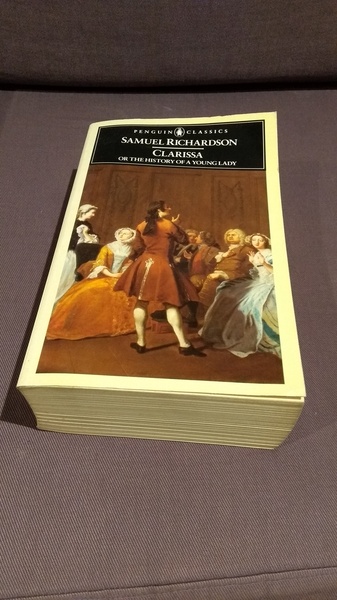 PENGUIN CLASSICS
SAMUEL RICHARDSON
CLARISSA
OR THE HISTORY OF A YOUNG LADY